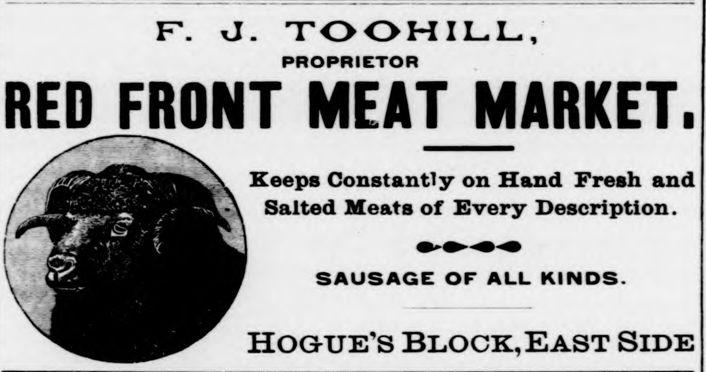 F. J. TOOHILL,
PROPRIETOR
RED FRONT MEAT MARKET.
Keeps Constantly on Hand Fresh and
Salted Meats of Every Description.
SAUSAGE OF ALL KINDS.
HOGUE'S BLOCK, EAST SIDE